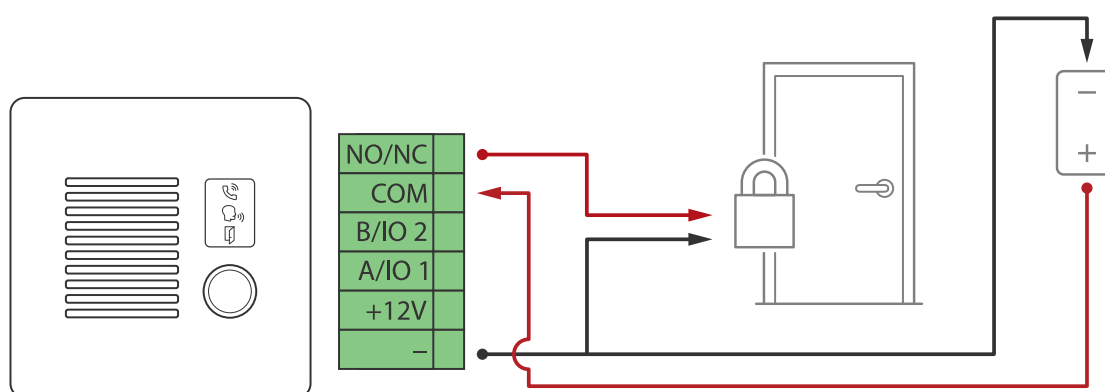 NO/NC
COM
B/IO 2
A/IO 1
+12V
–
–
+